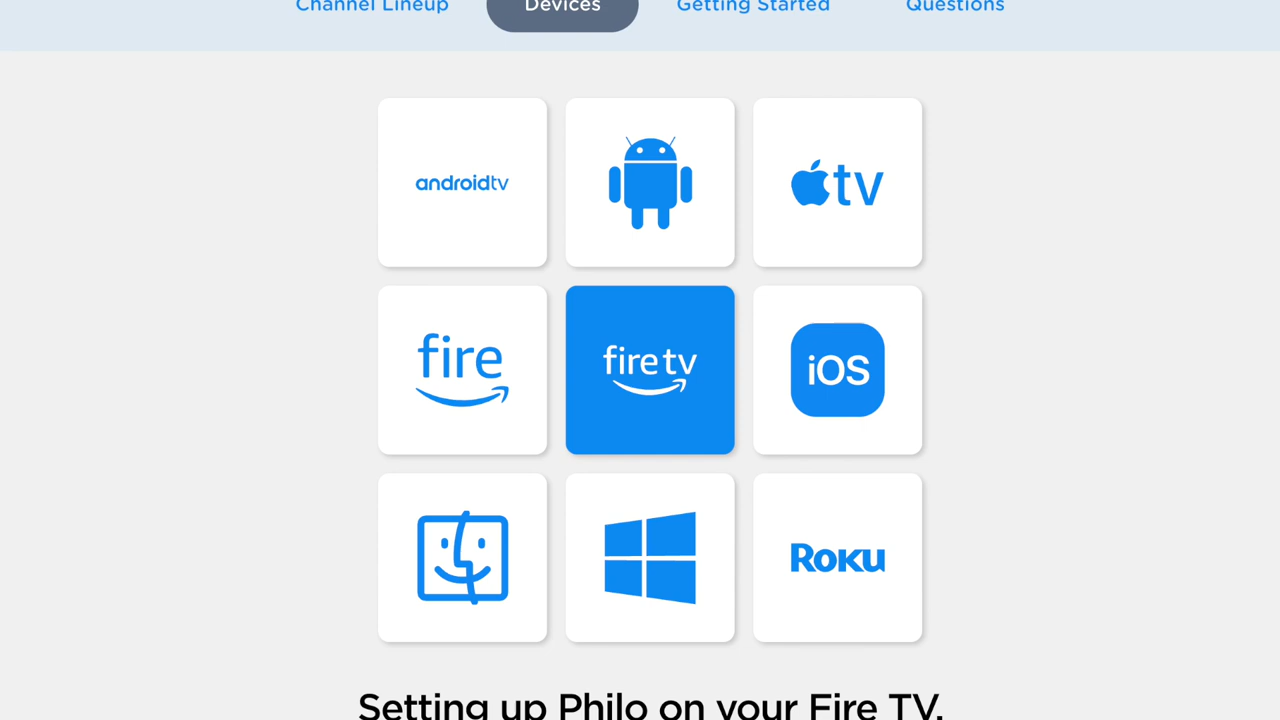 Channel Lineup
Devices
Getting Started
Questions
androidtv
tv
fire
fire tv
iOS
ROKU
Setting up Philo on your Fire TV.